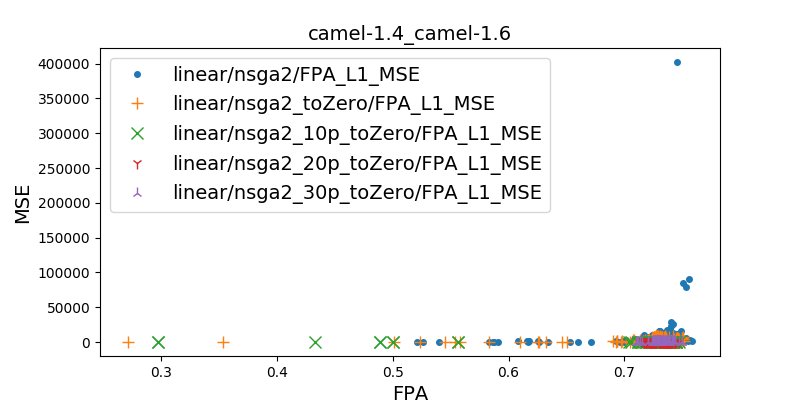 camel-1.4_camel-1.6
linear/nsga2/FPA_L1_MSE
linear/nsga2_toZero/FPA_L1_MSE
linear/nsga2_10p_toZero/FPA_L1_MSE
linear/nsga2_20p_toZero/FPA_L1_MSE
linear/nsga2_30p_toZero/FPA_L1_MSE
MSE
400000
350000
300000
250000
200000
150000
100000
50000
0
0.3 0.4 0.5 0.6 0.7
FPA